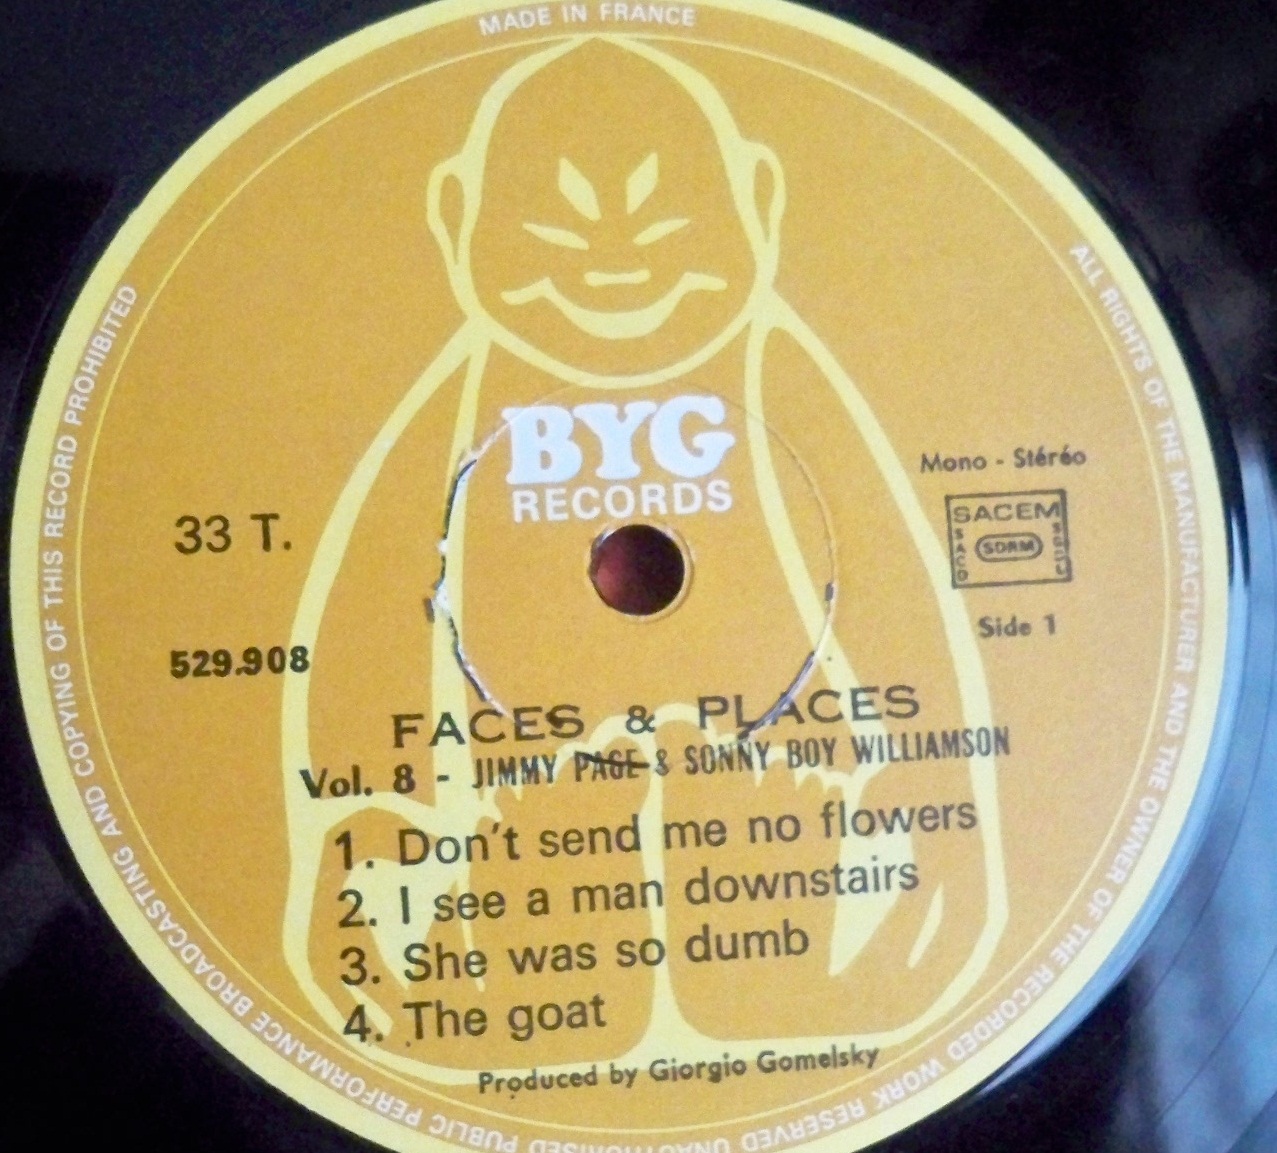 MADE IN FRANCE
ALL RIGHTS OF THE MANUFACTURER AND THE OWNER OF THE RECORDED WORK RESERVED UNAUTHORISED PUBLIC PERFORMANCE BROADCASTING AND COPYING OF THIS RECORD PROHIBITED
BYG
RECORDS
Mono - Stéréo
33 T.
SACEM
SACD
SDRM
Side 1
529.908
FACES & PLACES
Vol. 8 - JIMMY PAGE & SONNY BOY WILLIAMSON
1. Don't send me no flowers
2. I see a man downstairs
3. She was so dumb
4. The goat
Produced by Giorgio Gomelsky